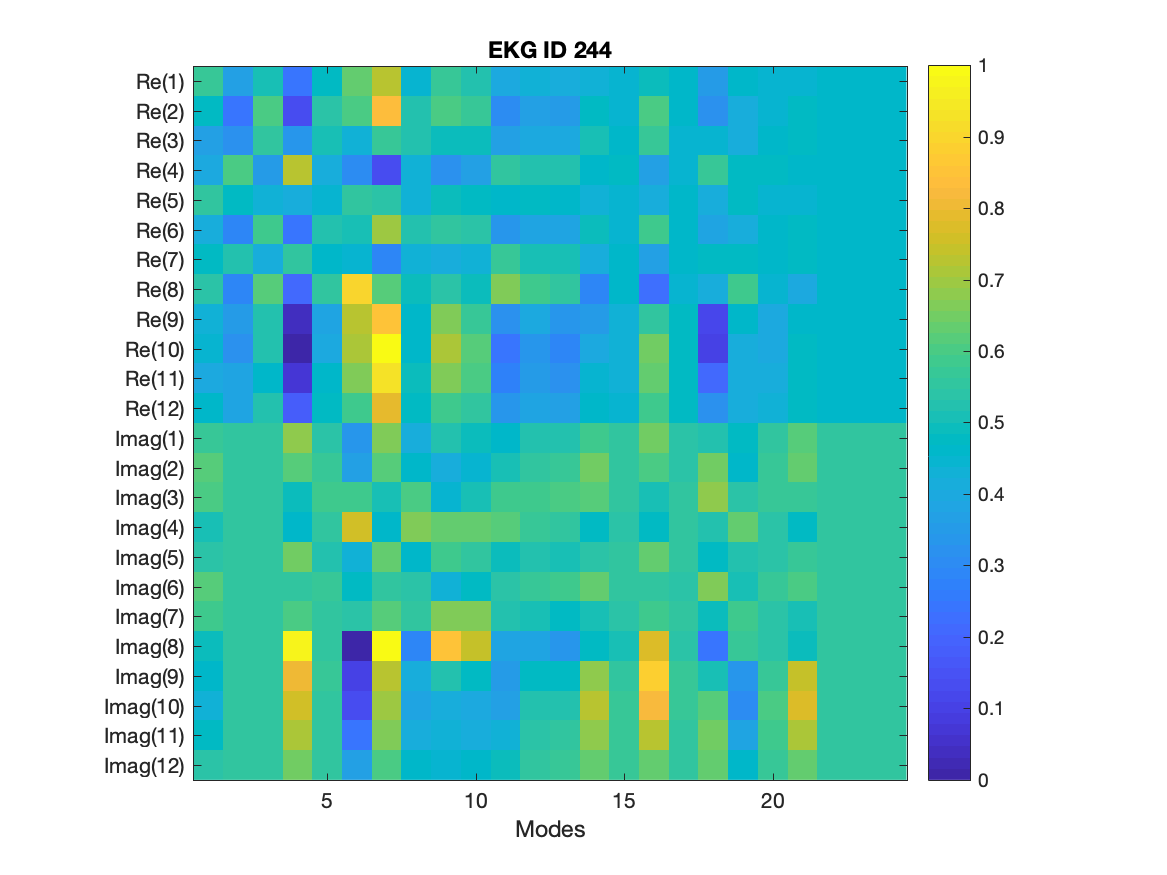 EKG ID 244
Re(1)
Re(2)
Re(3)
Re(4)
Re(5)
Re(6)
Re(7)
Re(8)
Re(9)
Re(10)
Re(11)
Re(12)
Imag(1)
Imag(2)
Imag(3)
Imag(4)
Imag(5)
Imag(6)
Imag(7)
Imag(8)
Imag(9)
Imag(10)
Imag(11)
Imag(12)
5 10 15 20
Modes
1
0.9
0.8
0.7
0.6
0.5
0.4
0.3
0.2
0.1
0